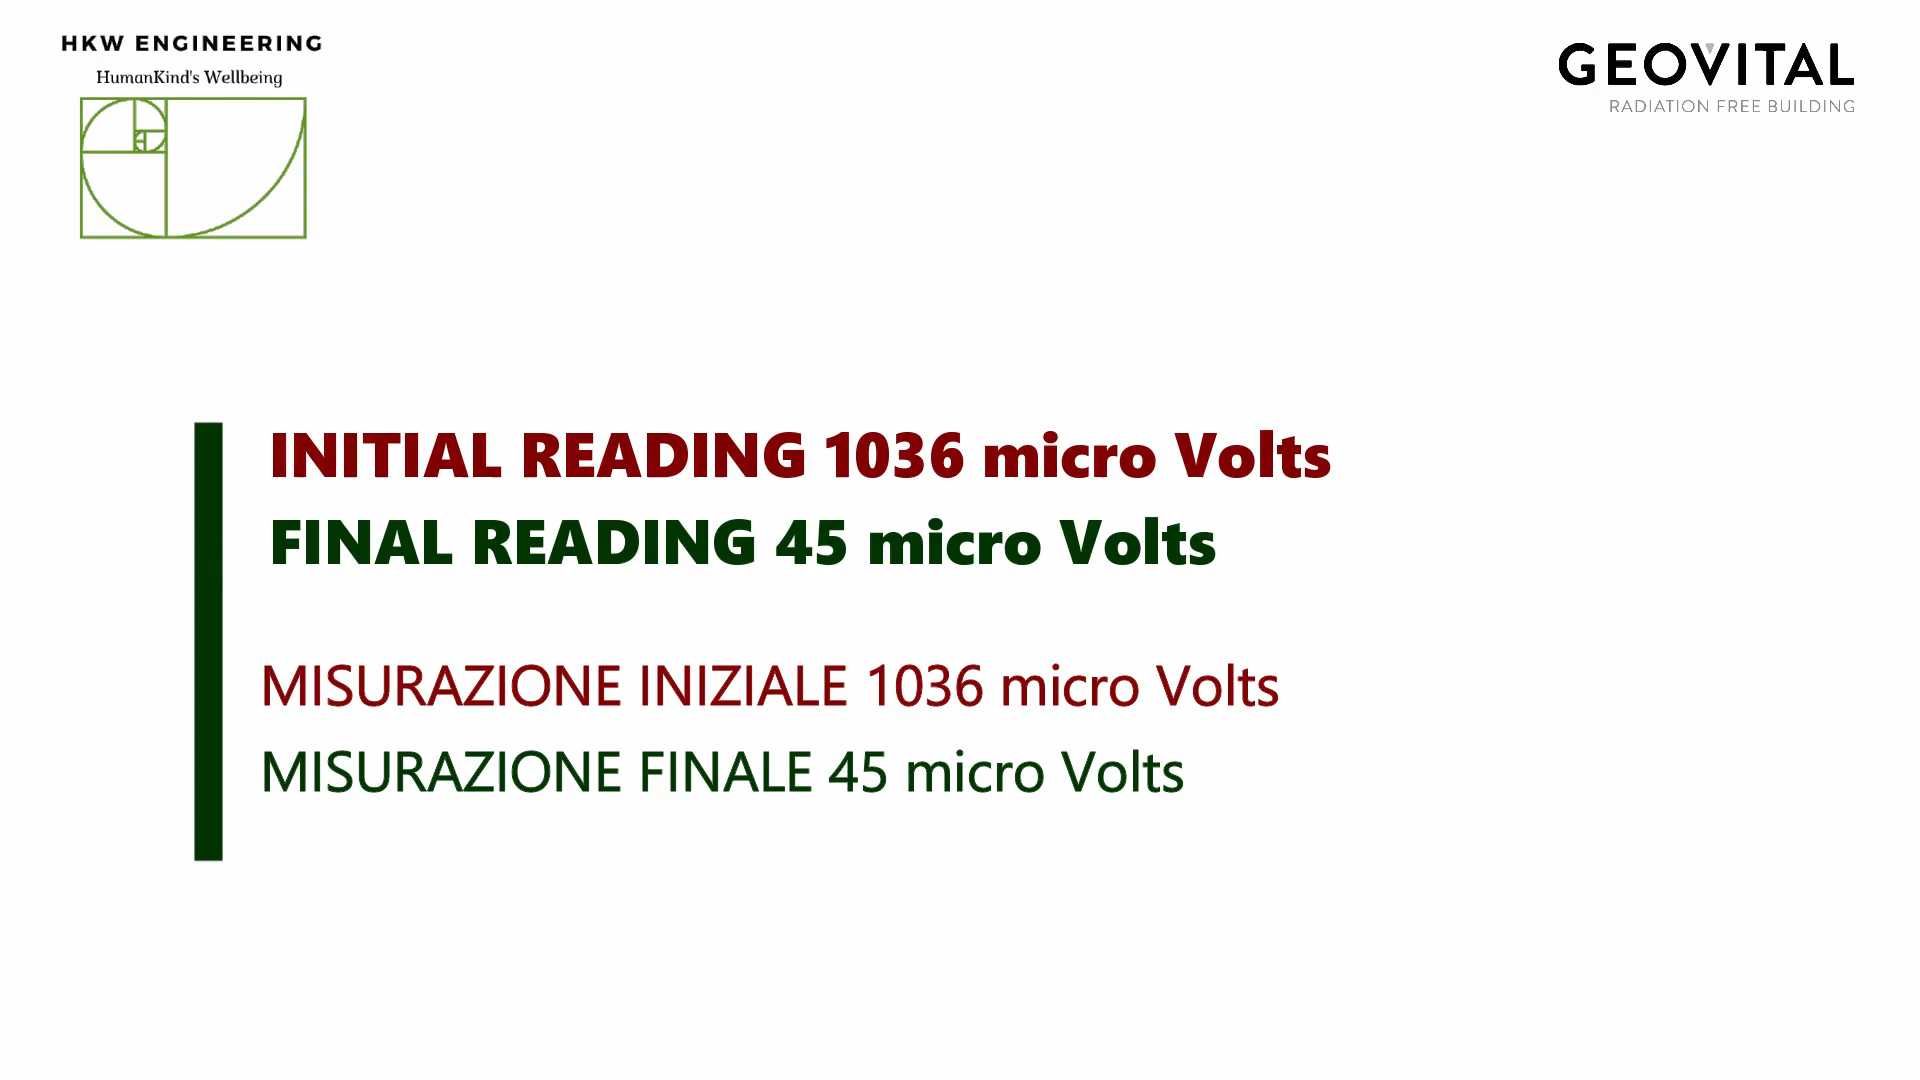 HKW ENGINEERING
HumanKind's Wellbeing
GEOVITAL
RADIATION FREE BUILDING
INITIAL READING 1036 micro Volts
FINAL READING 45 micro Volts
MISURAZIONE INIZIALE 1036 micro Volts
MISURAZIONE FINALE 45 micro Volts